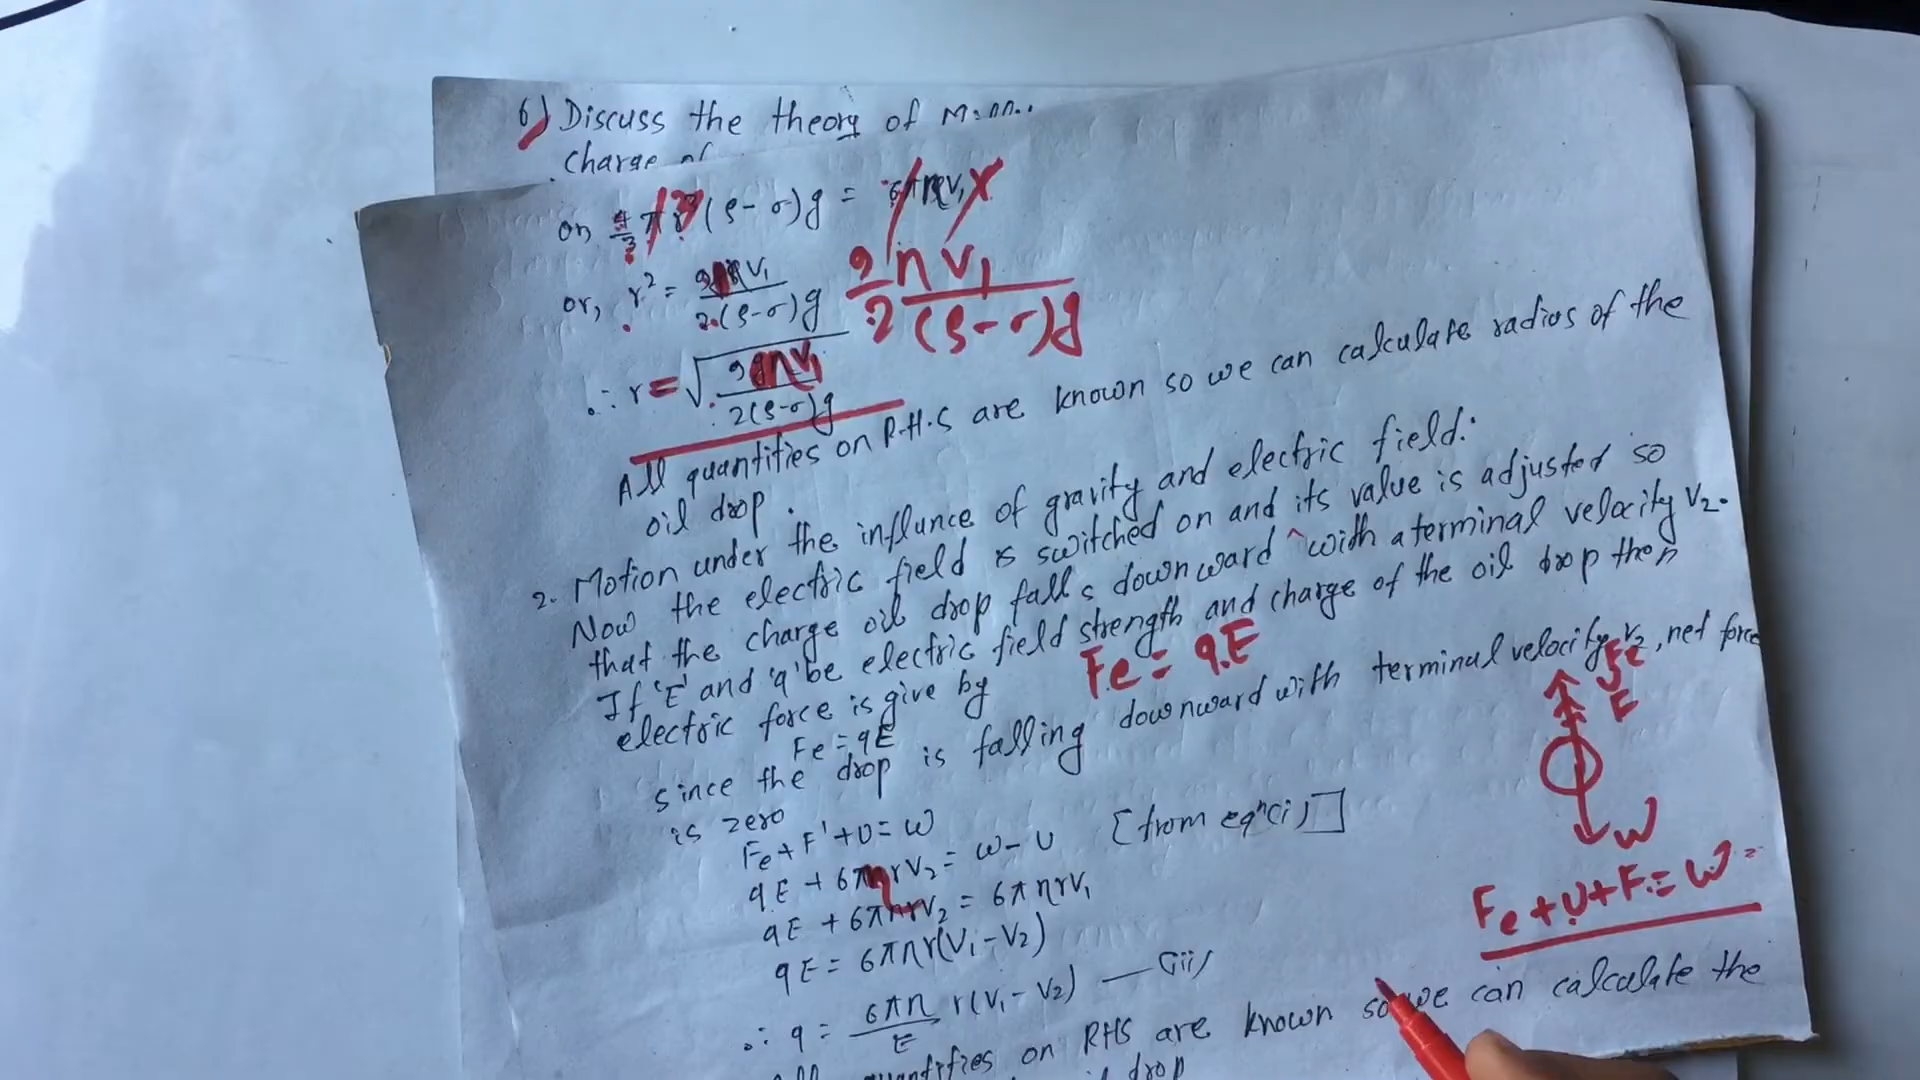 6) Discuss the theory of
charge of
or, 4/3 π r³ (ρ-σ)g = 6πηrv₁
or, r² = 9ηv₁ / 2(ρ-σ)g
9/2 ηv₁ / (ρ-σ)g
∴ r = √ 9ηv₁ / 2(ρ-σ)g
All quantities on R.H.S are known so we can calculate radius of the
oil drop.
2. Motion under the influnce of gravity and electric field.
Now the electric field is switched on and its value is adjusted so
that the charge oil drop falls downward ^ with a terminal velocity V₂.
If 'E' and 'q' be electric field strength and charge of the oil drop then
electric force is give by
Fe = q.E
Fe = qE
since the drop is falling downward with terminal velocity v₂, net force
is zero
Fe
E
W
Fe + F' + U = W
qE + 6πηrV₂ = W - U [from eqⁿ(i)]
qE + 6πηrV₂ = 6πηrV₁
Fe + U + F = W =
qE = 6πηr(V₁ - V₂)
∴ q = 6πη/E r(V₁ - V₂) — (ii)
All quantities on RHS are known so we can calculate the
drop